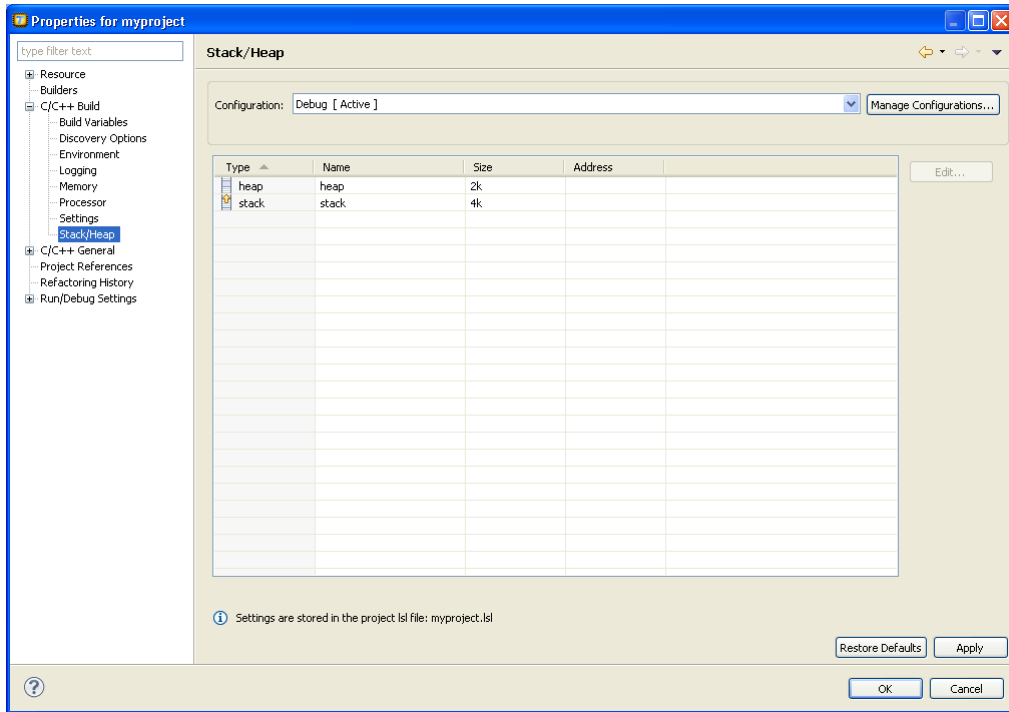 Properties for myproject
type filter text
Resource
Builders
C/C++ Build
Build Variables
Discovery Options
Environment
Logging
Memory
Processor
Settings
Stack/Heap
C/C++ General
Project References
Refactoring History
Run/Debug Settings
Stack/Heap
Configuration: Debug [ Active ] Manage Configurations...
Type Name Size Address
heap heap 2k
stack stack 4k
Edit...
Settings are stored in the project lsl file: myproject.lsl
Restore Defaults Apply
? OK Cancel